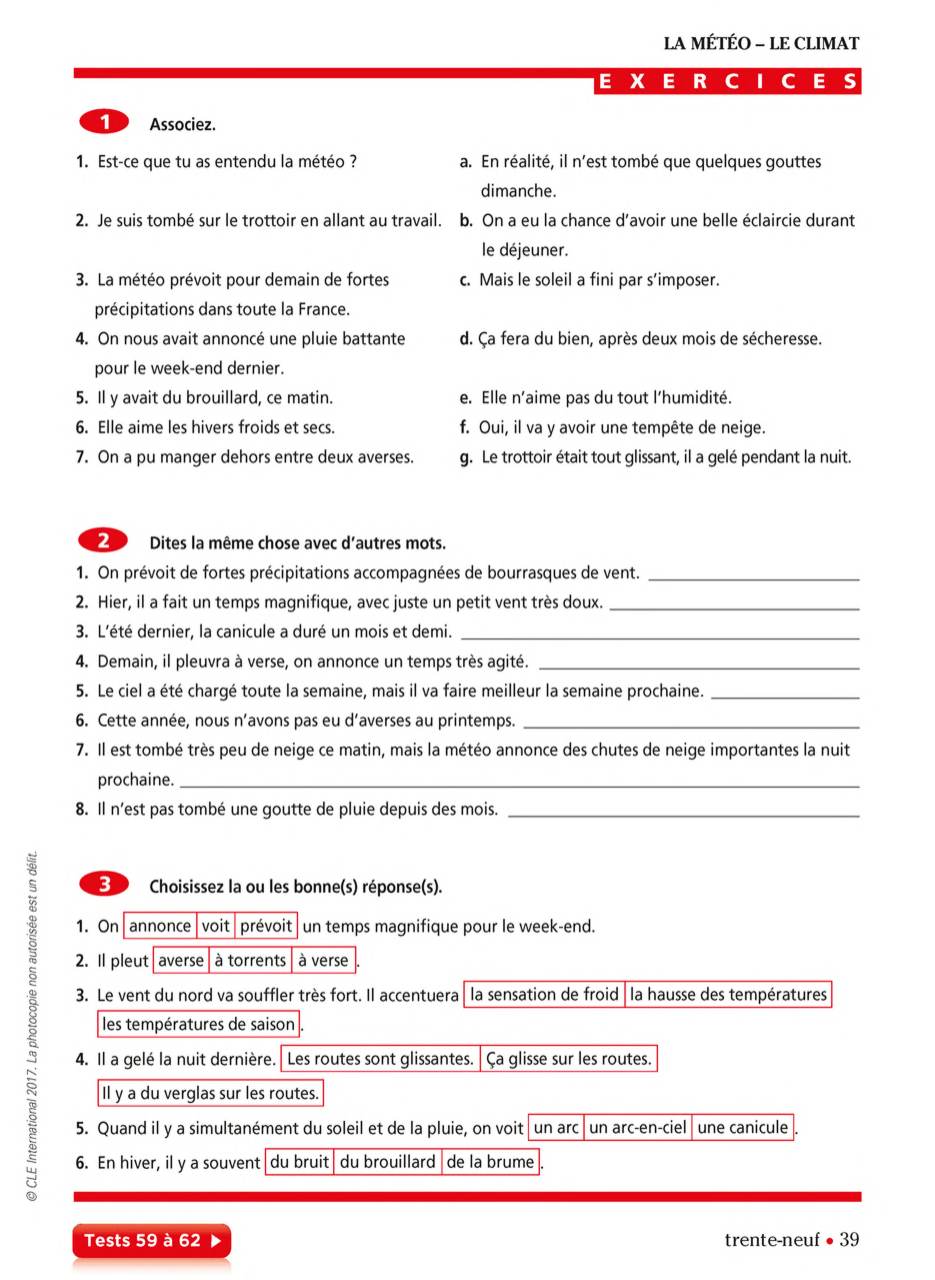 LA MÉTÉO – LE CLIMAT
EXERCICES
1 Associez.
1. Est-ce que tu as entendu la météo ?
a. En réalité, il n'est tombé que quelques gouttes
dimanche.
2. Je suis tombé sur le trottoir en allant au travail.
b. On a eu la chance d'avoir une belle éclaircie durant
le déjeuner.
3. La météo prévoit pour demain de fortes
précipitations dans toute la France.
c. Mais le soleil a fini par s'imposer.
4. On nous avait annoncé une pluie battante
pour le week-end dernier.
d. Ça fera du bien, après deux mois de sécheresse.
5. Il y avait du brouillard, ce matin.
e. Elle n'aime pas du tout l'humidité.
6. Elle aime les hivers froids et secs.
f. Oui, il va y avoir une tempête de neige.
7. On a pu manger dehors entre deux averses.
g. Le trottoir était tout glissant, il a gelé pendant la nuit.
2 Dites la même chose avec d'autres mots.
1. On prévoit de fortes précipitations accompagnées de bourrasques de vent.
2. Hier, il a fait un temps magnifique, avec juste un petit vent très doux.
3. L'été dernier, la canicule a duré un mois et demi.
4. Demain, il pleuvra à verse, on annonce un temps très agité.
5. Le ciel a été chargé toute la semaine, mais il va faire meilleur la semaine prochaine.
6. Cette année, nous n'avons pas eu d'averses au printemps.
7. Il est tombé très peu de neige ce matin, mais la météo annonce des chutes de neige importantes la nuit
prochaine.
8. Il n'est pas tombé une goutte de pluie depuis des mois.
3 Choisissez la ou les bonne(s) réponse(s).
1. On annonce voit prévoit un temps magnifique pour le week-end.
2. Il pleut averse à torrents à verse .
3. Le vent du nord va souffler très fort. Il accentuera la sensation de froid la hausse des températures
les températures de saison .
4. Il a gelé la nuit dernière. Les routes sont glissantes. Ça glisse sur les routes.
Il y a du verglas sur les routes.
5. Quand il y a simultanément du soleil et de la pluie, on voit un arc un arc-en-ciel une canicule .
6. En hiver, il y a souvent du bruit du brouillard de la brume .
© CLE International 2017. La photocopie non autorisée est un délit.
Tests 59 à 62 ▶
trente-neuf • 39